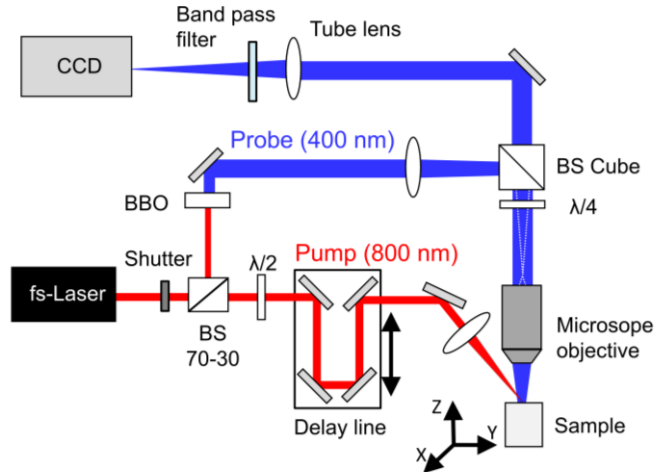 Band pass
filter
Tube lens
CCD
Probe (400 nm)
BS Cube
BBO
λ/4
Shutter
λ/2
Pump (800 nm)
fs-Laser
BS
70-30
Microsope
objective
Delay line
Z
Y
X
Sample